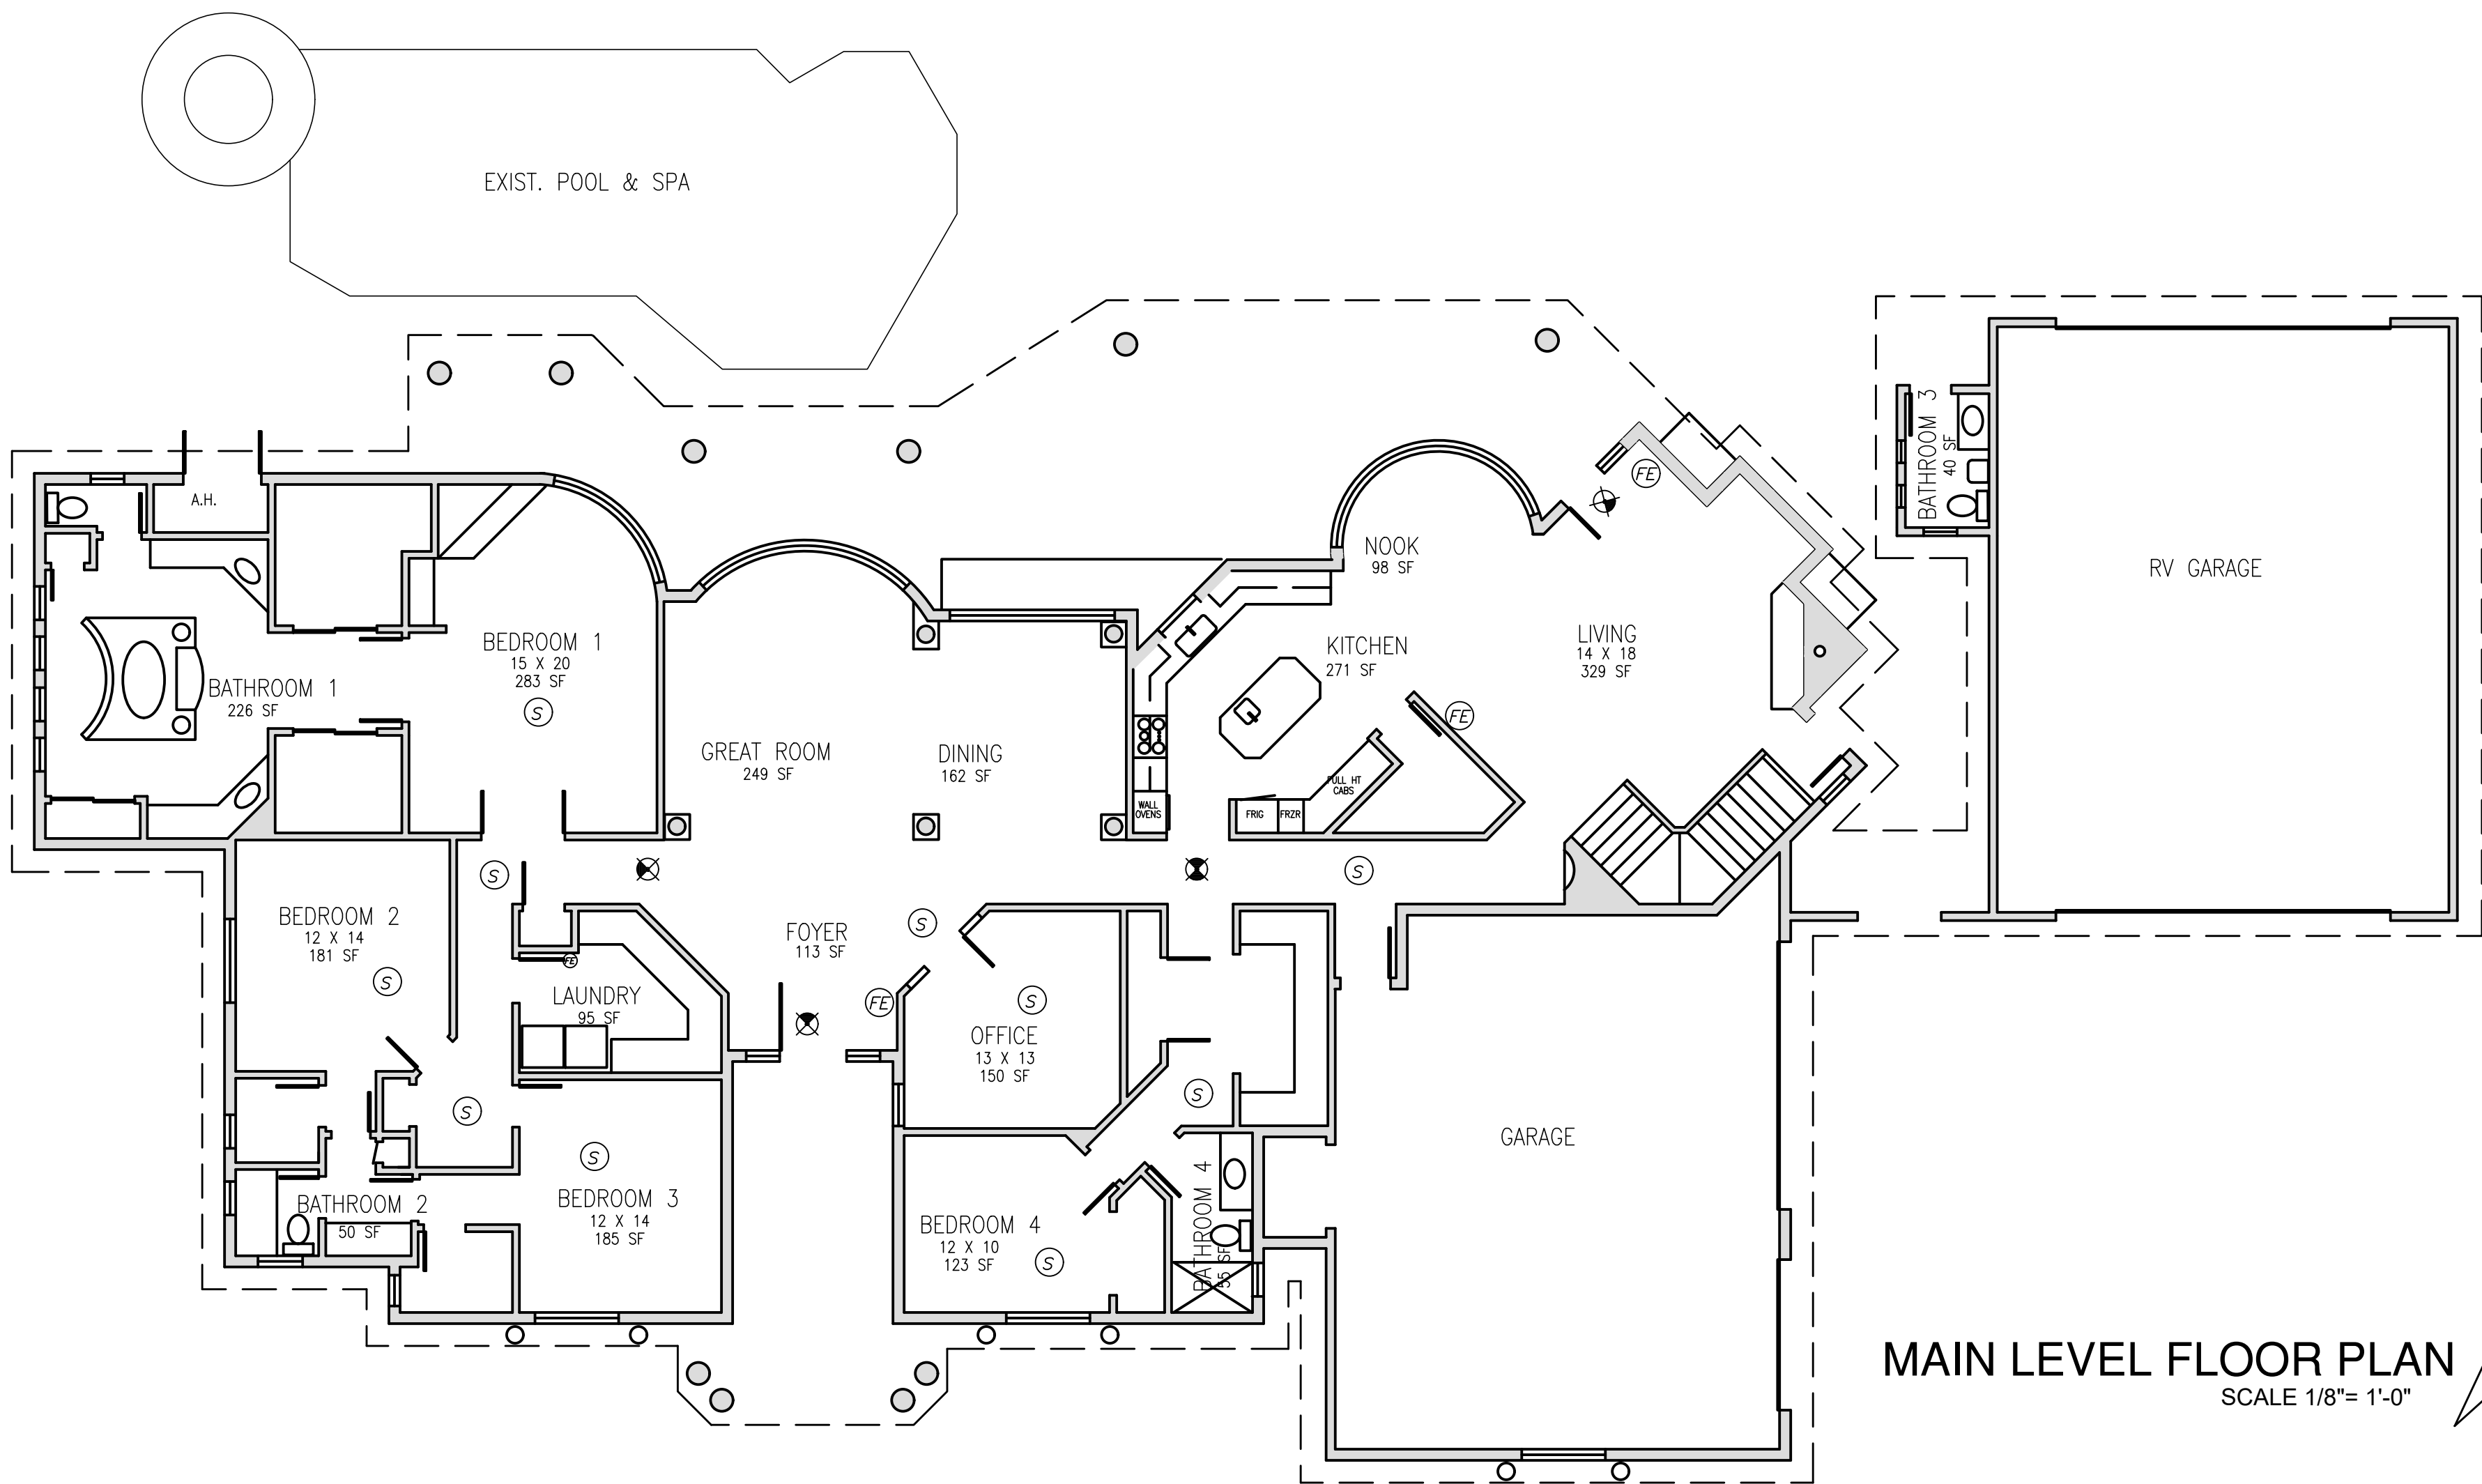 EXIST. POOL & SPA
A.H.
BATHROOM 3
40 SF
NOOK
98 SF
FE
RV GARAGE
BEDROOM 1
15 X 20
283 SF
S
BATHROOM 1
226 SF
KITCHEN
271 SF
LIVING
14 X 18
329 SF
GREAT ROOM
249 SF
DINING
162 SF
FE
WALL
OVENS
FULL HT
CABS
FRIG
FRZR
S
S
BEDROOM 2
12 X 14
181 SF
S
FOYER
113 SF
S
FE
LAUNDRY
95 SF
FE
OFFICE
13 X 13
150 SF
S
S
S
GARAGE
S
BEDROOM 3
12 X 14
185 SF
BATHROOM 2
50 SF
BEDROOM 4
12 X 10
123 SF
S
BATHROOM 4
55 SF
MAIN LEVEL FLOOR PLAN
SCALE 1/8"= 1'-0"